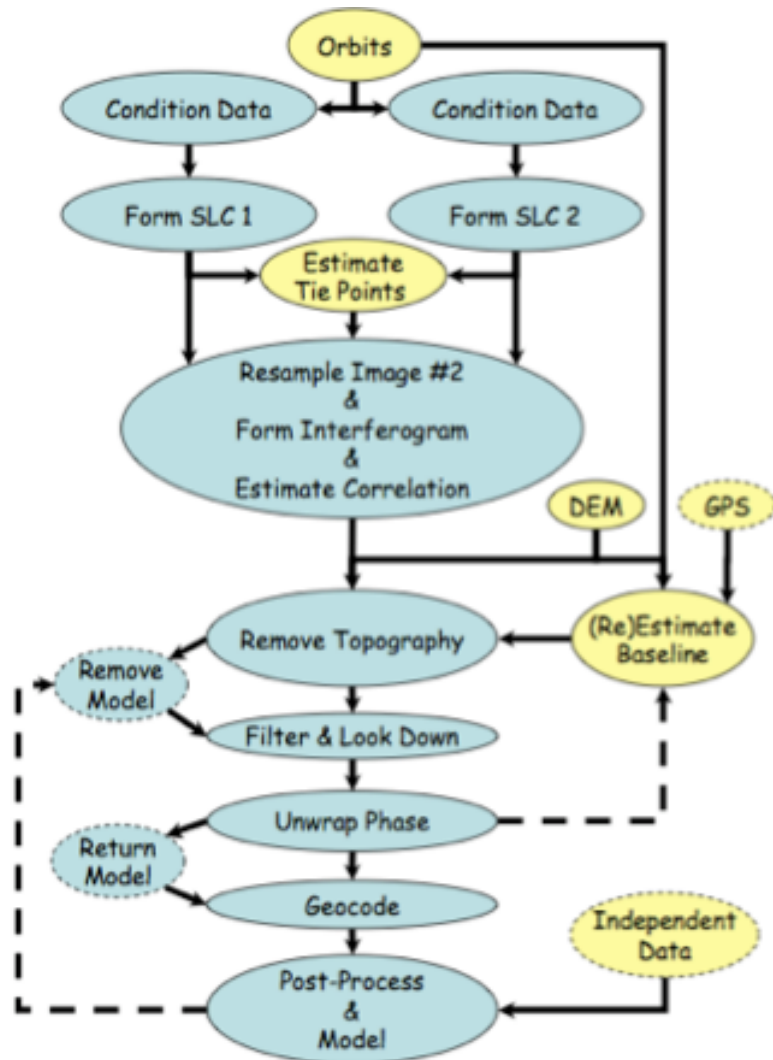 Orbits
Condition Data
Condition Data
Form SLC 1
Form SLC 2
Estimate
Tie Points
Resample Image #2
&
Form Interferogram
&
Estimate Correlation
DEM
GPS
Remove Topography
(Re)Estimate
Baseline
Remove
Model
Filter & Look Down
Unwrap Phase
Return
Model
Geocode
Independent
Data
Post-Process
&
Model